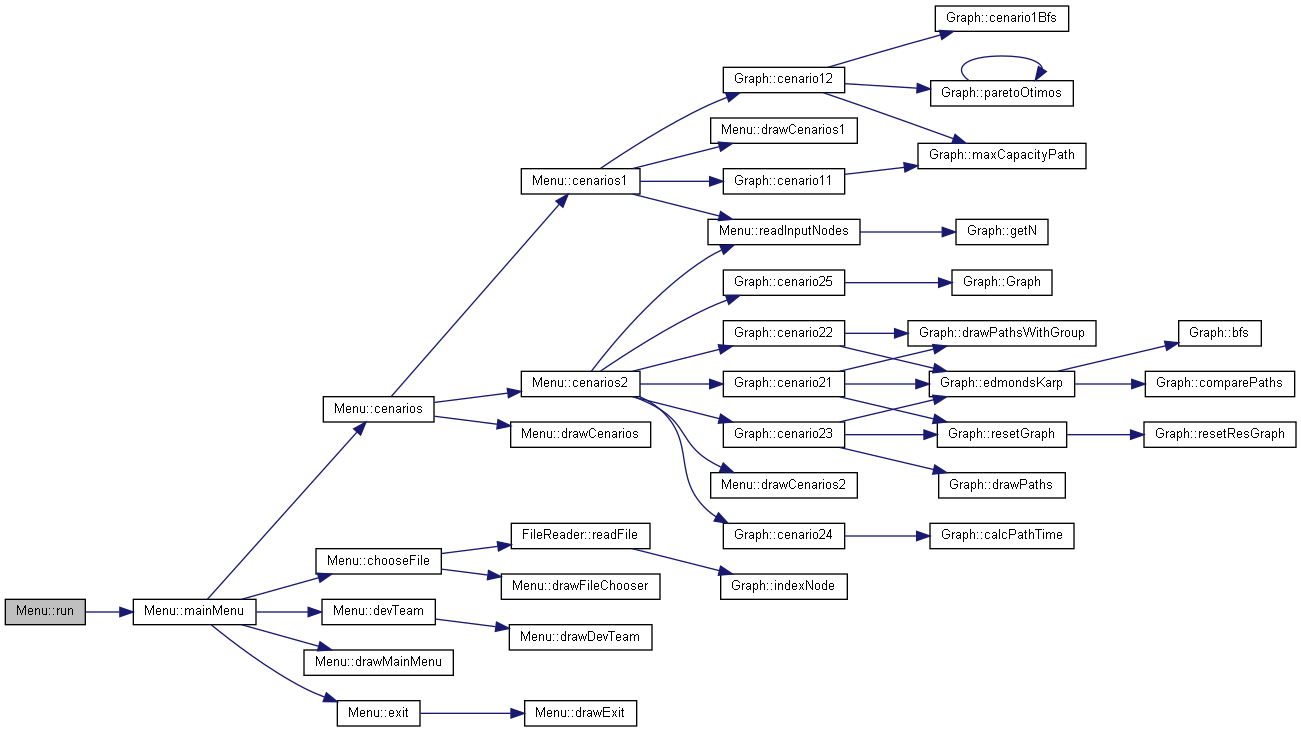 Graph::cenario1Bfs
Graph::cenario12
Graph::paretoOtimos
Menu::drawCenarios1
Graph::maxCapacityPath
Menu::cenarios1
Graph::cenario11
Menu::readInputNodes
Graph::getN
Graph::cenario25
Graph::Graph
Graph::cenario22
Graph::drawPathsWithGroup
Graph::bfs
Menu::cenarios2
Graph::cenario21
Graph::edmondsKarp
Graph::comparePaths
Menu::cenarios
Menu::drawCenarios
Graph::cenario23
Graph::resetGraph
Graph::resetResGraph
Menu::drawCenarios2
Graph::drawPaths
FileReader::readFile
Graph::cenario24
Graph::calcPathTime
Menu::chooseFile
Menu::drawFileChooser
Graph::indexNode
Menu::run
Menu::mainMenu
Menu::devTeam
Menu::drawDevTeam
Menu::drawMainMenu
Menu::exit
Menu::drawExit